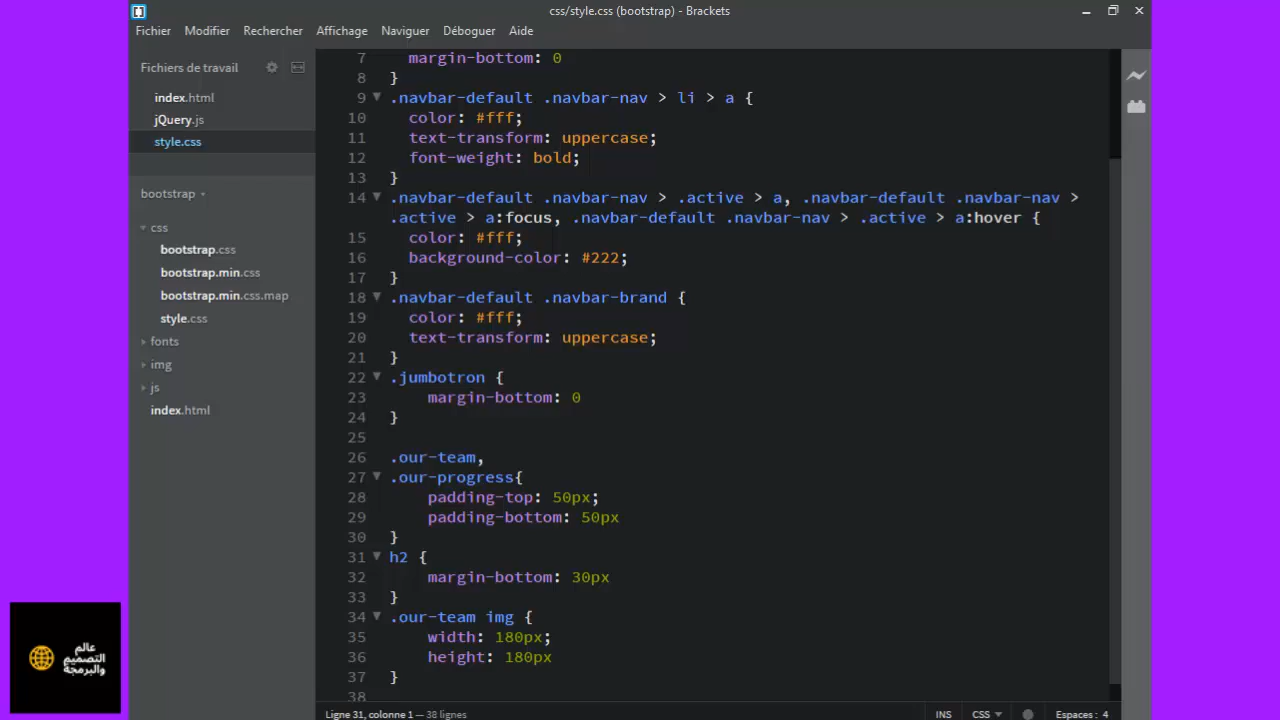 css/style.css (bootstrap) - Brackets
Fichier Modifier Rechercher Affichage Naviguer Déboguer Aide
Fichiers de travail
index.html
jQuery.js
style.css
bootstrap
css
bootstrap.css
bootstrap.min.css
bootstrap.min.css.map
style.css
fonts
img
js
index.html
7 margin-bottom: 0
8 }
9 .navbar-default .navbar-nav > li > a {
10 color: #fff;
11 text-transform: uppercase;
12 font-weight: bold;
13 }
14 .navbar-default .navbar-nav > .active > a, .navbar-default .navbar-nav >
.active > a:focus, .navbar-default .navbar-nav > .active > a:hover {
15 color: #fff;
16 background-color: #222;
17 }
18 .navbar-default .navbar-brand {
19 color: #fff;
20 text-transform: uppercase;
21 }
22 .jumbotron {
23 margin-bottom: 0
24 }
25
26 .our-team,
27 .our-progress{
28 padding-top: 50px;
29 padding-bottom: 50px
30 }
31 h2 {
32 margin-bottom: 30px
33 }
34 .our-team img {
35 width: 180px;
36 height: 180px
37 }
38
Ligne 31, colonne 1 — 38 lignes
INS CSS Espaces : 4
عالم
التصميم
والبرمجة